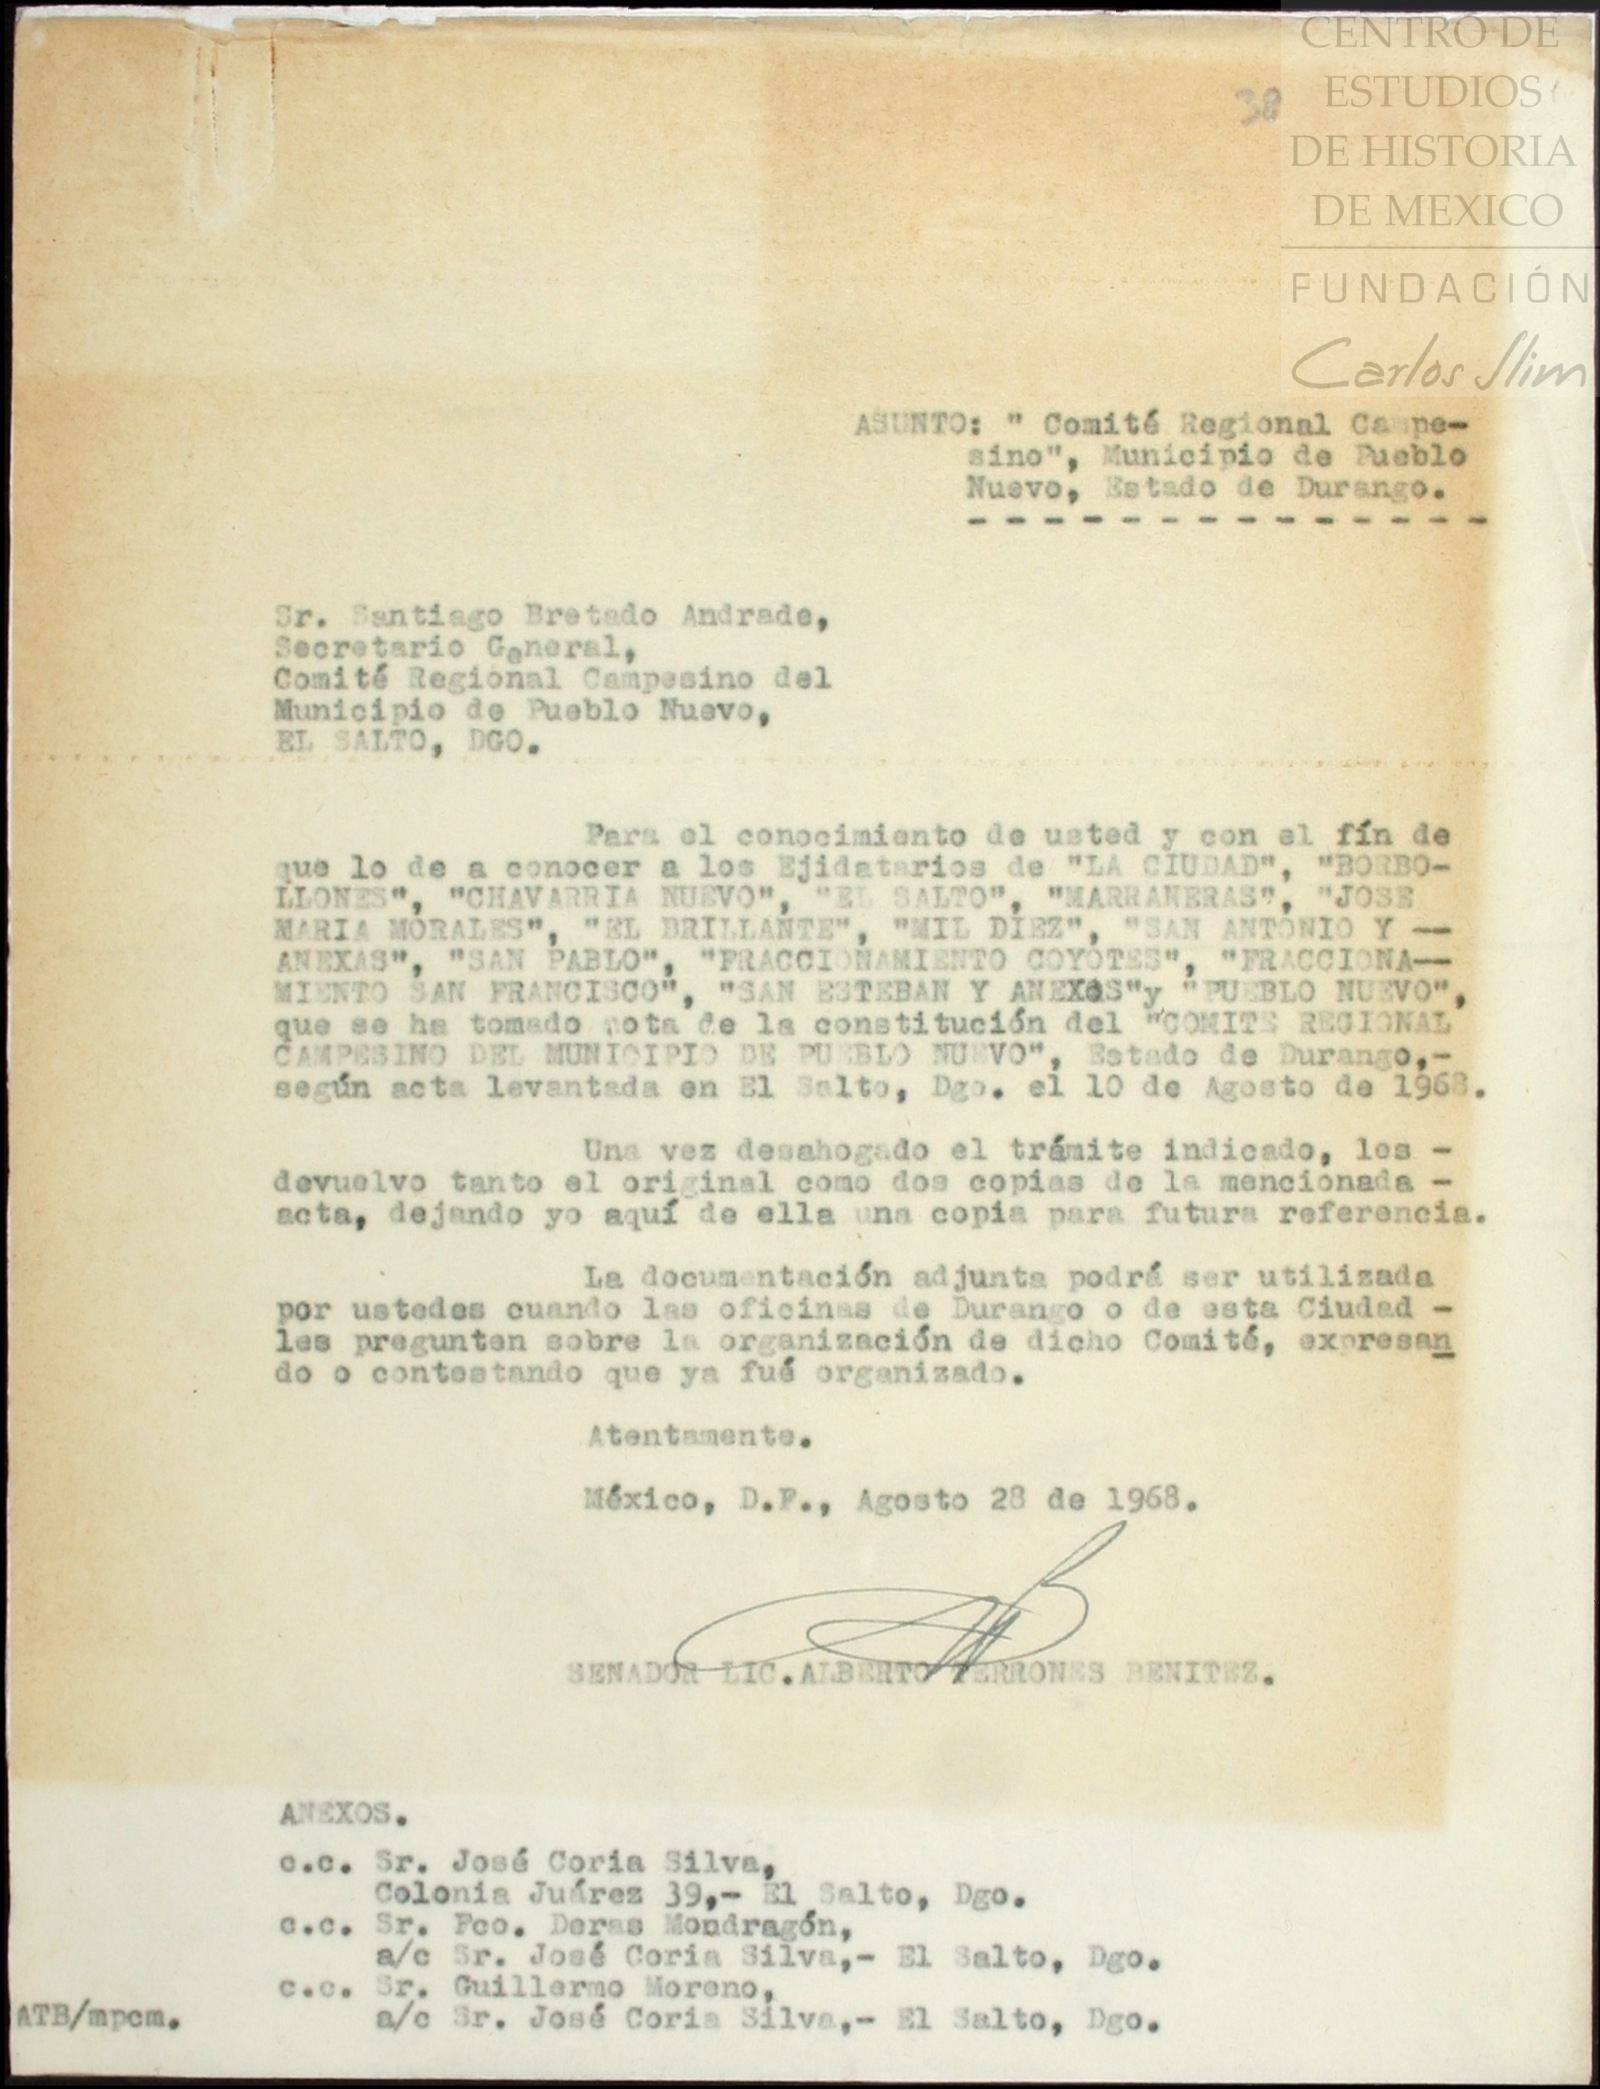 CENTRO DE
ESTUDIOS
DE HISTORIA
DE MEXICO
FUNDACIÓN
Carlos Slim
38
ASUNTO: " Comité Regional Campe-
sino", Municipio de Pueblo
Nuevo, Estado de Durango.
- - - - - - - - - - - - - -
Sr. Santiago Bretado Andrade,
Secretario General,
Comité Regional Campesino del
Municipio de Pueblo Nuevo,
EL SALTO, DGO.
Para el conocimiento de usted y con el fín de
que lo de a conocer a los Ejidatarios de "LA CIUDAD", "BORBO-
LLONES", "CHAVARRIA NUEVO", "EL SALTO", "MARRANERAS", "JOSE
MARIA MORALES", "EL BRILLANTE", "MIL DIEZ", "SAN ANTONIO Y --
ANEXAS", "SAN PABLO", "FRACCIONAMIENTO COYOTES", "FRACCIONA--
MIENTO SAN FRANCISCO", "SAN ESTEBAN Y ANEXOS"y "PUEBLO NUEVO",
que se ha tomado nota de la constitución del "COMITE REGIONAL
CAMPESINO DEL MUNICIPIO DE PUEBLO NUEVO", Estado de Durango,-
según acta levantada en El Salto, Dgo. el 10 de Agosto de 1968.
Una vez desahogado el trámite indicado, les -
devuelvo tanto el original como dos copias de la mencionada -
acta, dejando yo aquí de ella una copia para futura referencia.
La documentación adjunta podrá ser utilizada
por ustedes cuando las oficinas de Durango o de esta Ciudad -
les pregunten sobre la organización de dicho Comité, expresan
do o contestando que ya fué organizado.
Atentamente.
México, D.F., Agosto 28 de 1968.
SENADOR LIC.ALBERTO TERRONES BENITEZ.
ANEXOS.
c.c. Sr. José Coria Silva,
Colonia Juárez 39,- El Salto, Dgo.
c.c. Sr. Fco. Deras Mondragón,
a/c Sr. José Coria Silva,- El Salto, Dgo.
c.c. Sr. Guillermo Moreno,
ATB/mpcm. a/c Sr. José Coria Silva,- El Salto, Dgo.